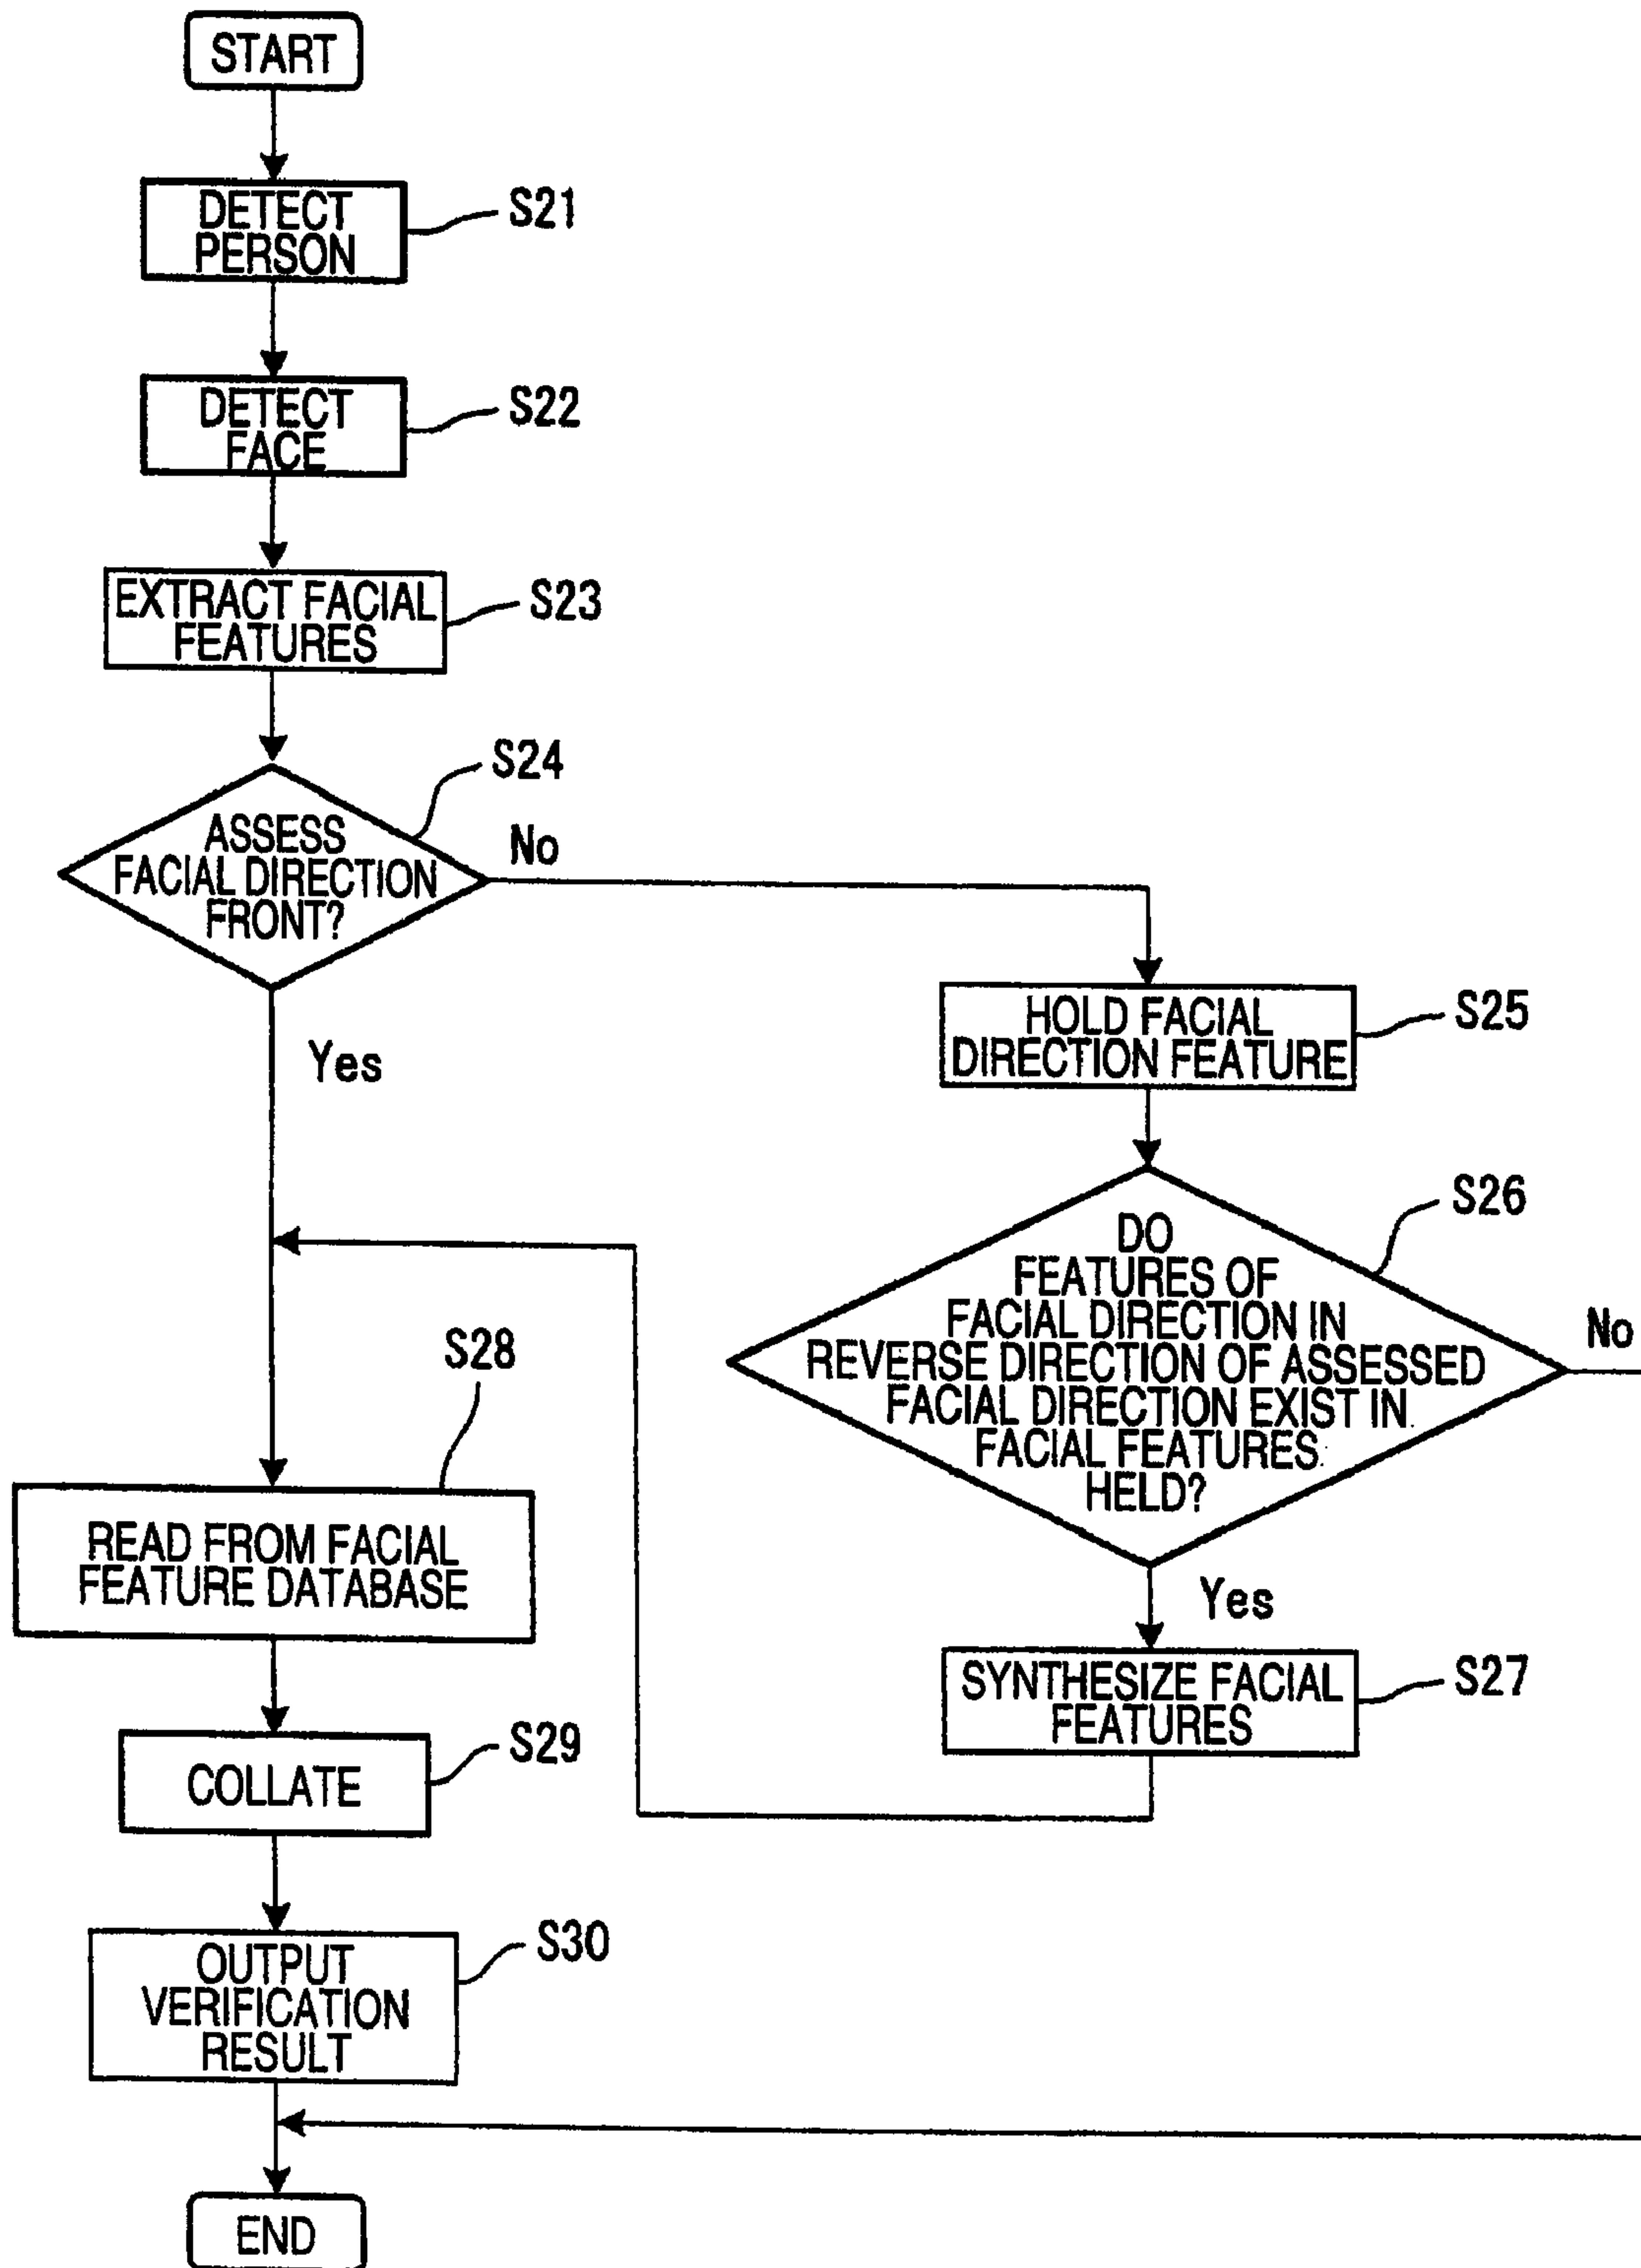 START
DETECT
PERSON
S21
DETECT
FACE
S22
EXTRACT FACIAL
FEATURES
S23
S24
ASSESS
FACIAL DIRECTION
FRONT?
No
Yes
HOLD FACIAL
DIRECTION FEATURE
S25
S26
DO
FEATURES OF
FACIAL DIRECTION IN
REVERSE DIRECTION OF ASSESSED
FACIAL DIRECTION EXIST IN
FACIAL FEATURES
HELD?
No
Yes
SYNTHESIZE FACIAL
FEATURES
S27
S28
READ FROM FACIAL
FEATURE DATABASE
COLLATE
S29
OUTPUT
VERIFICATION
RESULT
S30
END